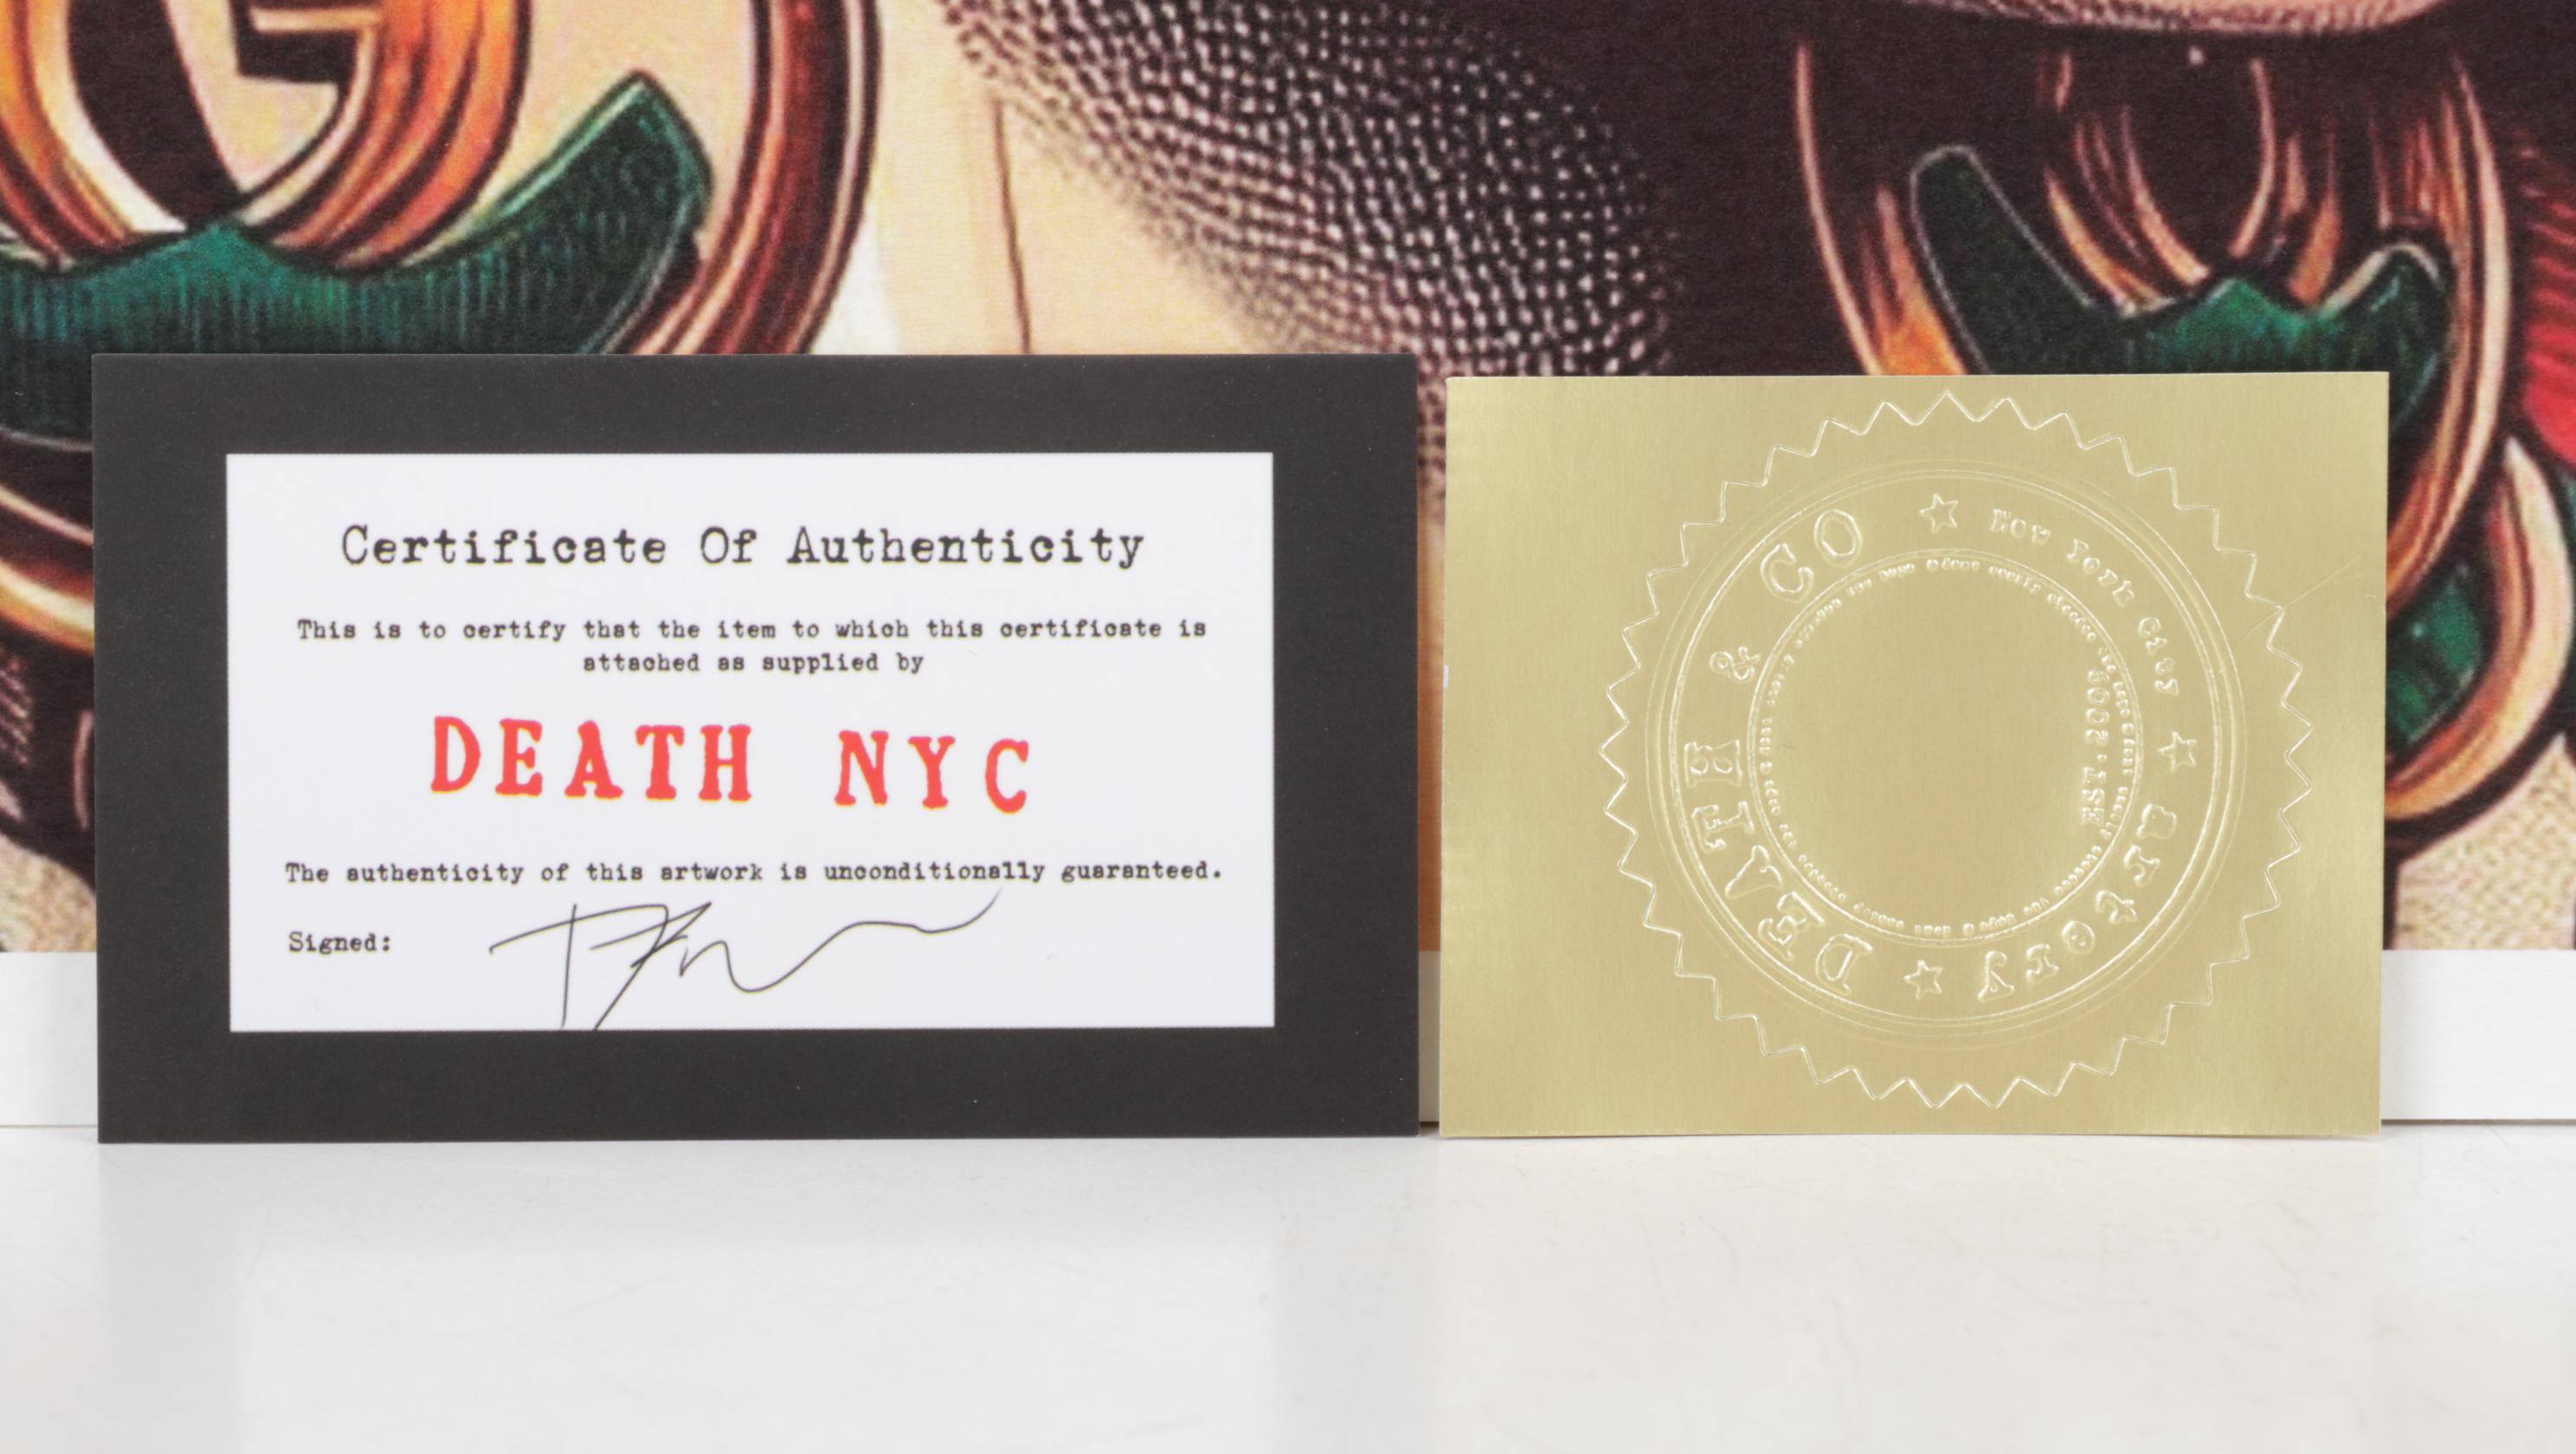 Certificate Of Authenticity
This is to certify that the item to which this certificate is
attached as supplied by
DEATH NYC
The authenticity of this artwork is unconditionally guaranteed.
Signed:
DEATH & CO
New York City
Artory
EST. 2009